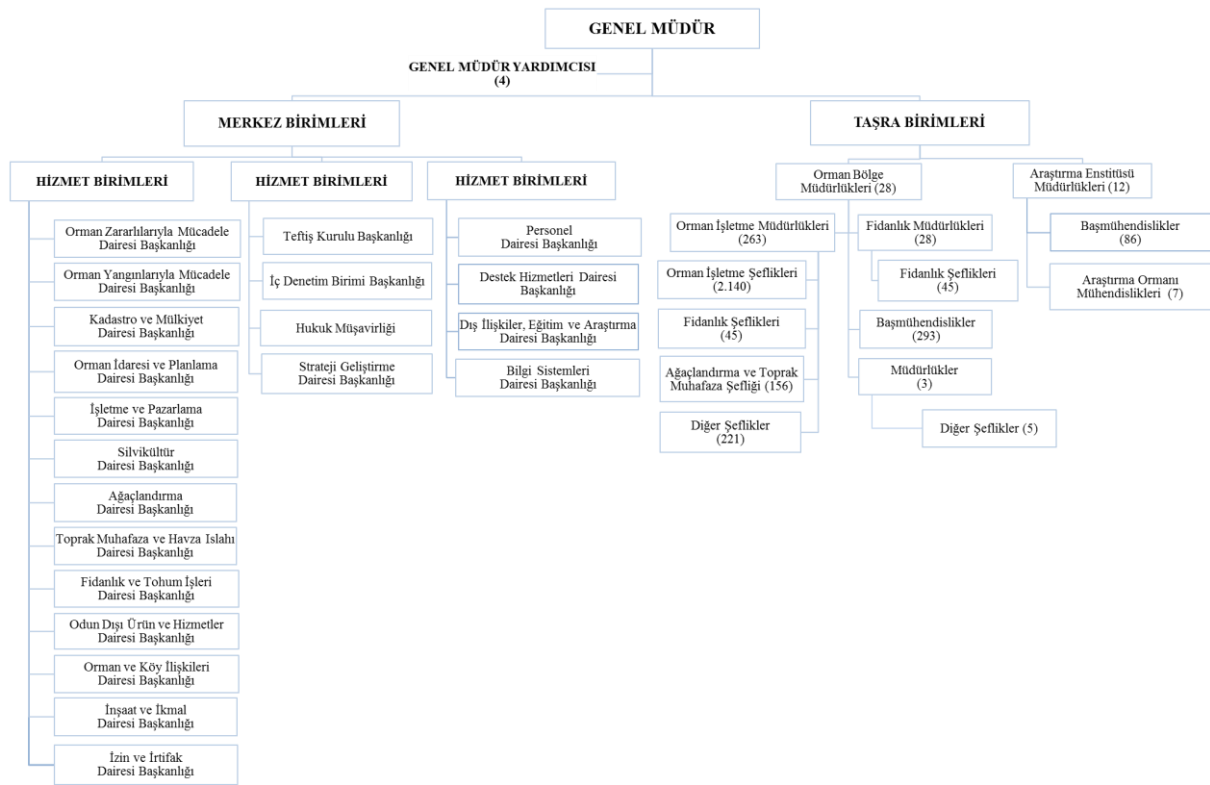 GENEL MÜDÜR
GENEL MÜDÜR YARDIMCISI
(4)
MERKEZ BİRİMLERİ
HİZMET BİRİMLERİ
Orman Zararlılarıyla Mücadele
Dairesi Başkanlığı
Orman Yangınlarıyla Mücadele
Dairesi Başkanlığı
Kadastro ve Mülkiyet
Dairesi Başkanlığı
Orman İdaresi ve Planlama
Dairesi Başkanlığı
İşletme ve Pazarlama
Dairesi Başkanlığı
Silvikültür
Dairesi Başkanlığı
Ağaçlandırma
Dairesi Başkanlığı
Toprak Muhafaza ve Havza Islahı
Dairesi Başkanlığı
Fidanlık ve Tohum İşleri
Dairesi Başkanlığı
Odun Dışı Ürün ve Hizmetler
Dairesi Başkanlığı
Orman ve Köy İlişkileri
Dairesi Başkanlığı
İnşaat ve İkmal
Dairesi Başkanlığı
İzin ve İrtifak
Dairesi Başkanlığı
HİZMET BİRİMLERİ
Teftiş Kurulu Başkanlığı
İç Denetim Birimi Başkanlığı
Hukuk Müşavirliği
Strateji Geliştirme
Dairesi Başkanlığı
HİZMET BİRİMLERİ
Personel
Dairesi Başkanlığı
Destek Hizmetleri Dairesi
Başkanlığı
Dış İlişkiler, Eğitim ve Araştırma
Dairesi Başkanlığı
Bilgi Sistemleri
Dairesi Başkanlığı
TAŞRA BİRİMLERİ
Orman Bölge
Müdürlükleri (28)
Orman İşletme Müdürlükleri
(263)
Orman İşletme Şeflikleri
(2.140)
Fidanlık Şeflikleri
(45)
Ağaçlandırma ve Toprak
Muhafaza Şefliği (156)
Diğer Şeflikler
(221)
Fidanlık Müdürlükleri
(28)
Fidanlık Şeflikleri
(45)
Başmühendislikler
(293)
Müdürlükler
(3)
Diğer Şeflikler (5)
Araştırma Enstitüsü
Müdürlükleri (12)
Başmühendislikler
(86)
Araştırma Ormanı
Mühendislikleri (7)